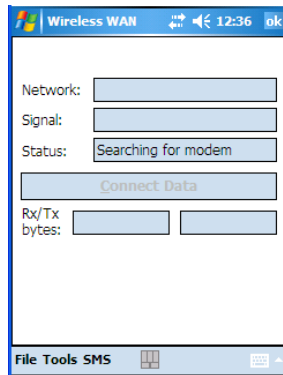 Wireless WAN 12:36 ok
Network:
Signal:
Status: Searching for modem
Connect Data
Rx/Tx
bytes:
File Tools SMS